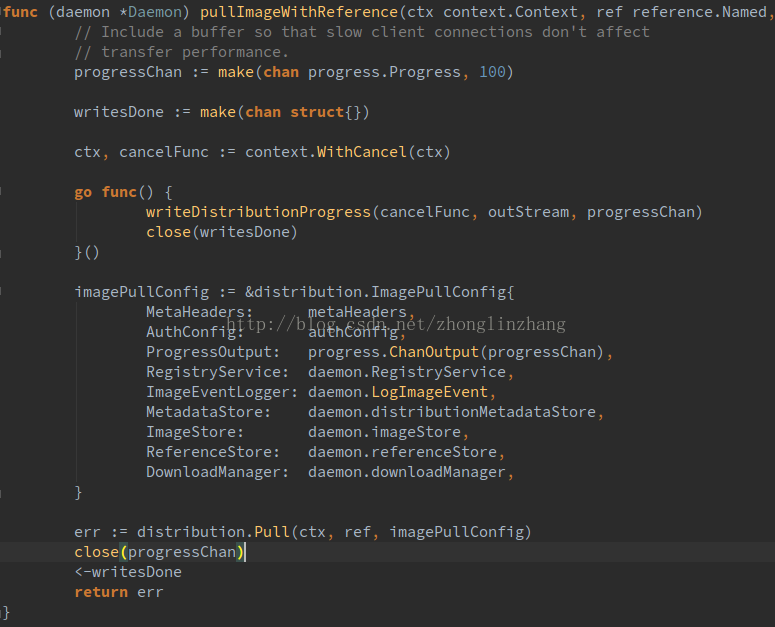 func (daemon *Daemon) pullImageWithReference(ctx context.Context, ref reference.Named,
// Include a buffer so that slow client connections don't affect
// transfer performance.
progressChan := make(chan progress.Progress, 100)
writesDone := make(chan struct{})
ctx, cancelFunc := context.WithCancel(ctx)
go func() {
writeDistributionProgress(cancelFunc, outStream, progressChan)
close(writesDone)
}()
imagePullConfig := &distribution.ImagePullConfig{
MetaHeaders: metaHeaders,
http://blog.csdn.net/zhonglinzhang
AuthConfig: authConfig,
ProgressOutput: progress.ChanOutput(progressChan),
RegistryService: daemon.RegistryService,
ImageEventLogger: daemon.LogImageEvent,
MetadataStore: daemon.distributionMetadataStore,
ImageStore: daemon.imageStore,
ReferenceStore: daemon.referenceStore,
DownloadManager: daemon.downloadManager,
}
err := distribution.Pull(ctx, ref, imagePullConfig)
close(progressChan)
<-writesDone
return err
}